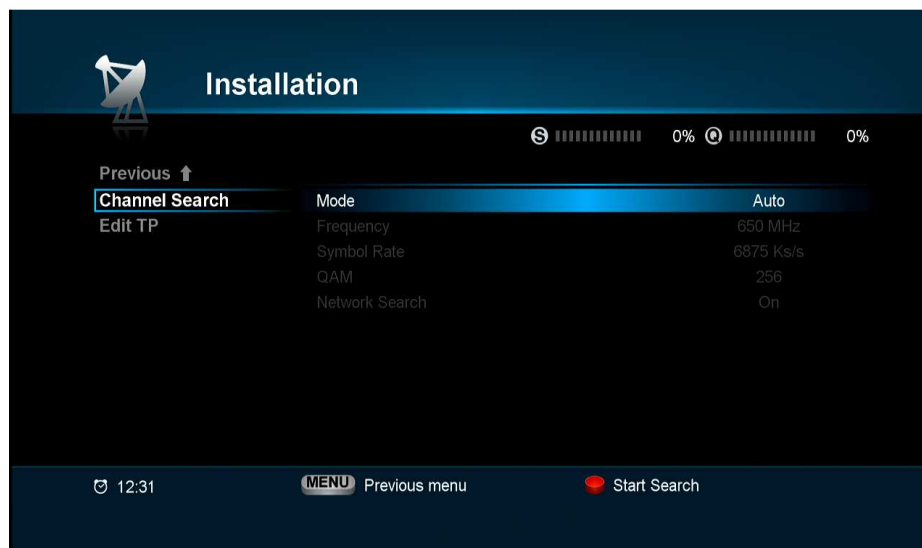 Installation
S 0% Q 0%
Previous
Channel Search Mode Auto
Edit TP Frequency 650 MHz
Symbol Rate 6875 Ks/s
QAM 256
Network Search On
12:31 MENU Previous menu Start Search